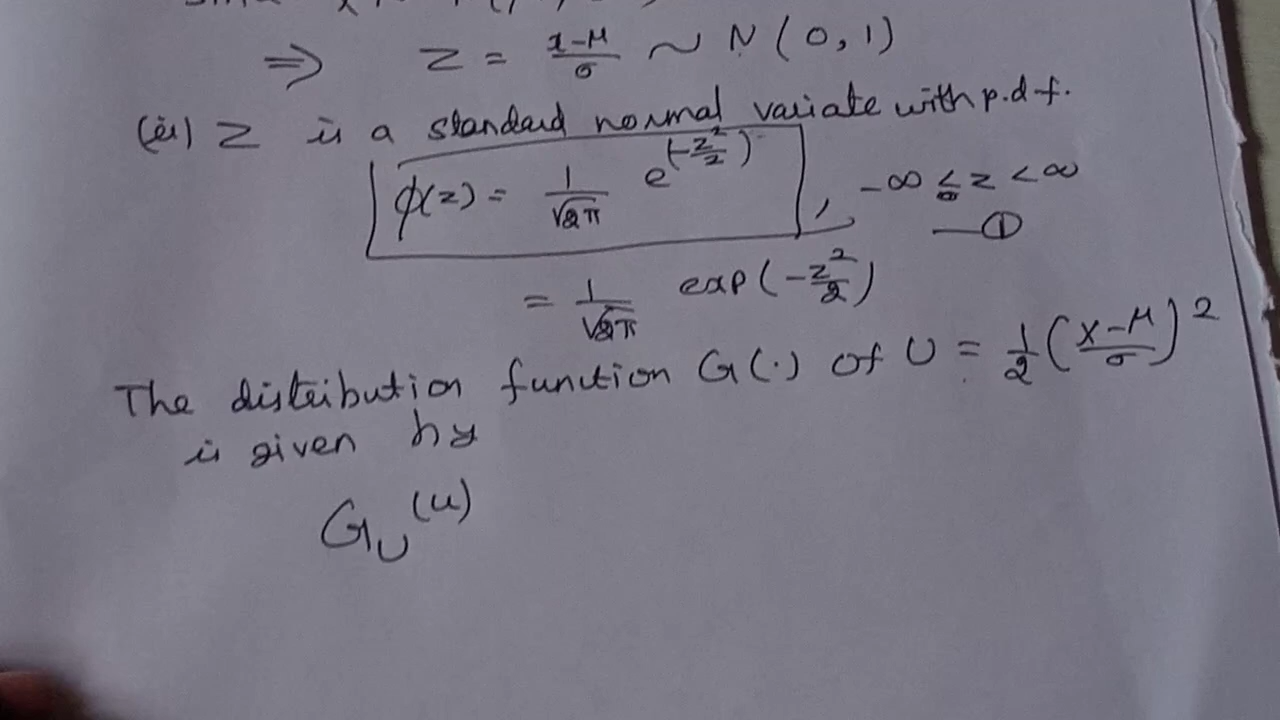 ⇒ Z = x-μ/σ ~ N(0,1)
(ii) Z is a standard normal variate with p.d.f.
φ(z) = 1/√2π e^(-z²/2), -∞ ≤ z < ∞
—①
= 1/√2π exp(-z²/2)
The distribution function G(.) of U = 1/2 (X-μ/σ)²
is given by
G_U(u)